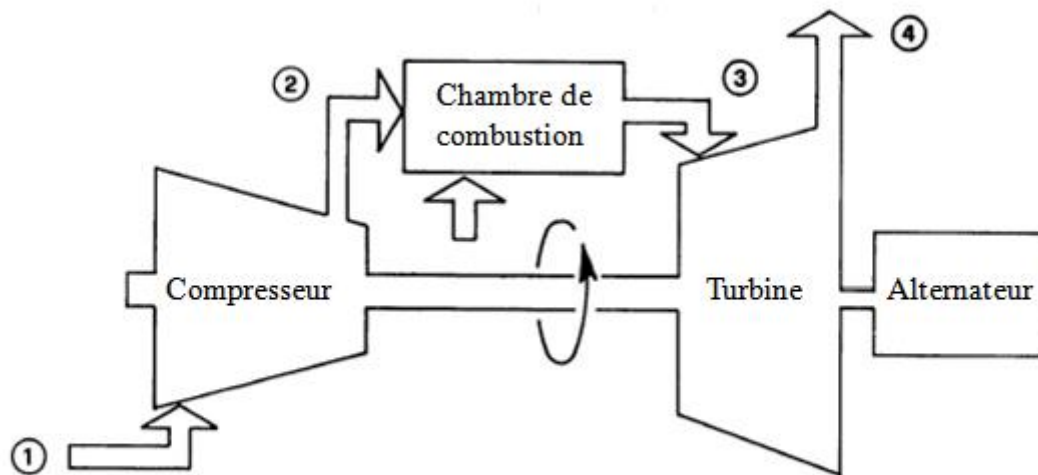 ④
②
③
Chambre de
combustion
Compresseur
Turbine
Alternateur
①